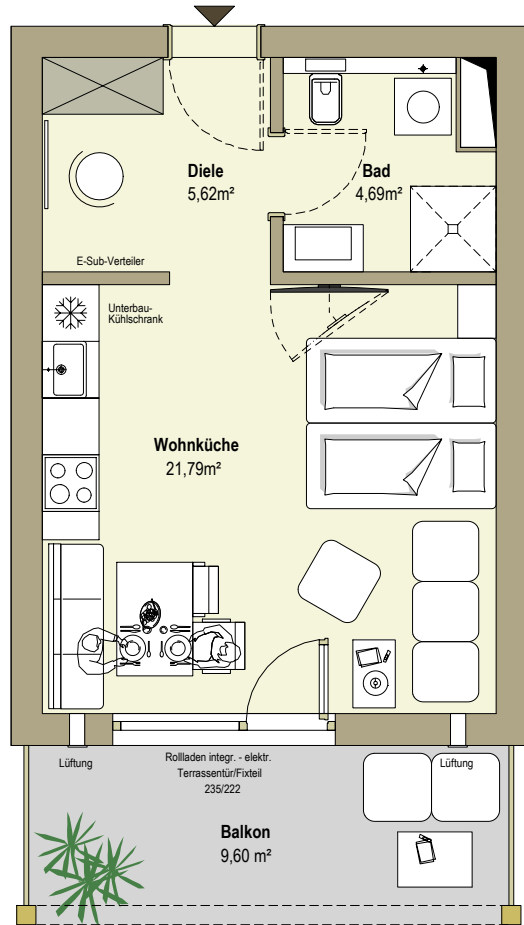 Diele
5,62m²
Bad
4,69m²
E-Sub-Verteiler
Unterbau-
Kühlschrank
Wohnküche
21,79m²
Lüftung
Rollladen integr. - elektr.
Terrassentür/Fixteil
235/222
Lüftung
Balkon
9,60 m²